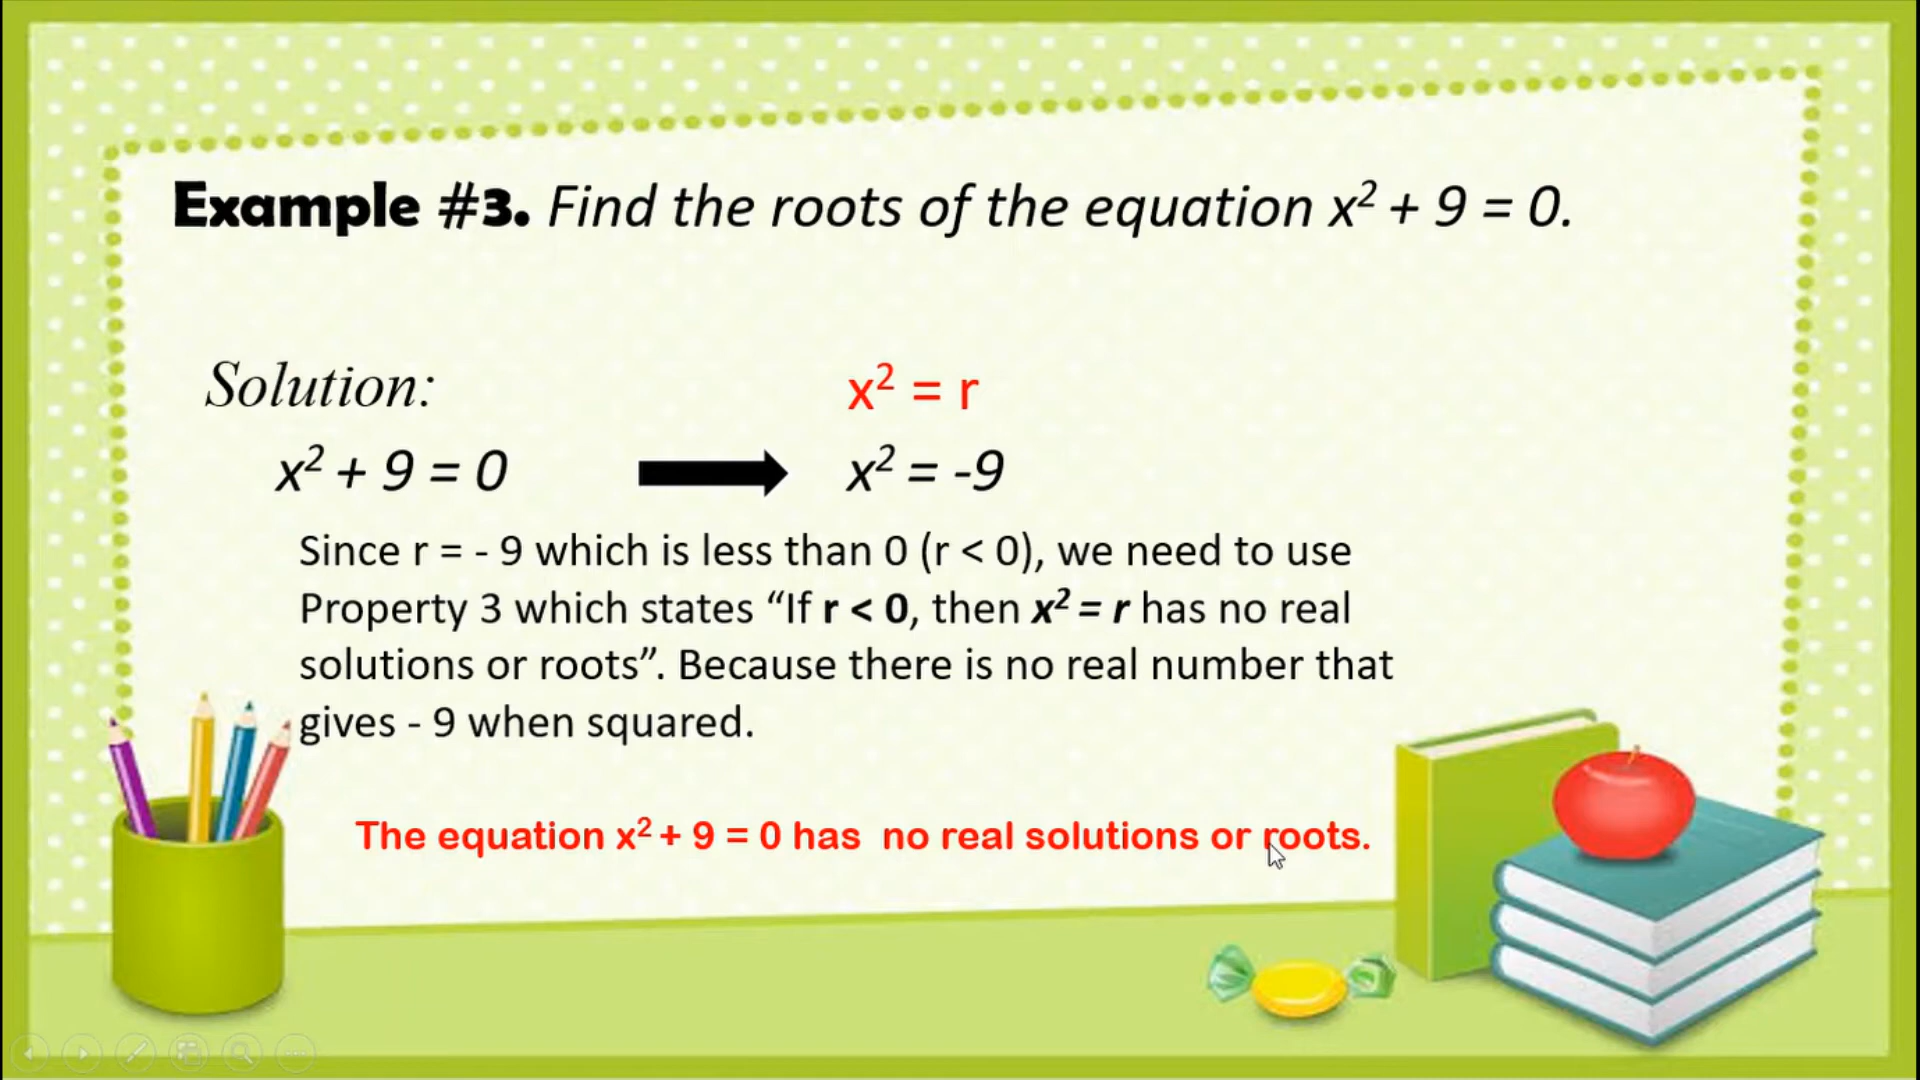 Example #3. Find the roots of the equation x² + 9 = 0.
Solution:
x² = r
x² + 9 = 0
x² = -9
Since r = - 9 which is less than 0 (r < 0), we need to use
Property 3 which states “If r < 0, then x² = r has no real
solutions or roots”. Because there is no real number that
gives - 9 when squared.
The equation x² + 9 = 0 has  no real solutions or roots.